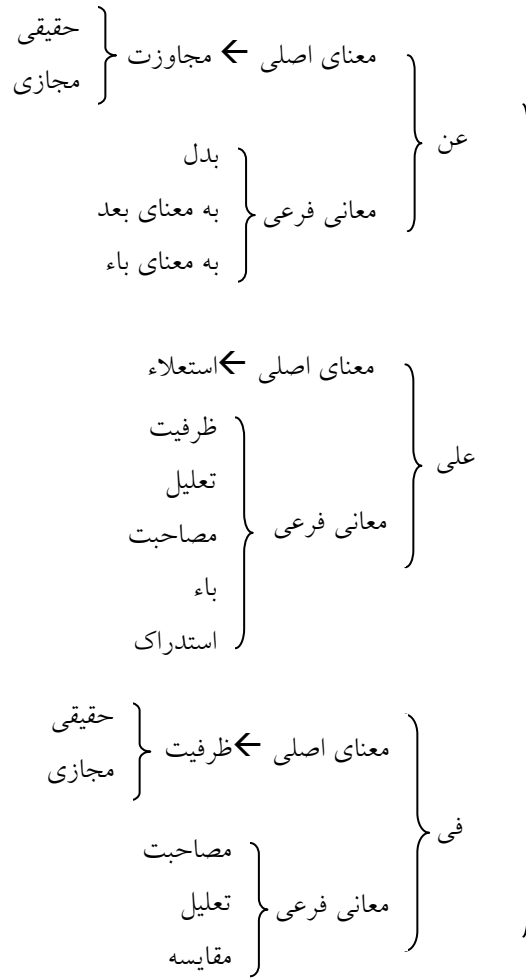 عن
معنای اصلی ← مجاوزت
حقیقی
مجازی
معانی فرعی
بدل
به معنای بعد
به معنای باء
علی
معنای اصلی ← استعلاء
معانی فرعی
ظرفیت
تعلیل
مصاحبت
باء
استدراک
فی
معنای اصلی ← ظرفیت
حقیقی
مجازی
معانی فرعی
مصاحبت
تعلیل
مقایسه